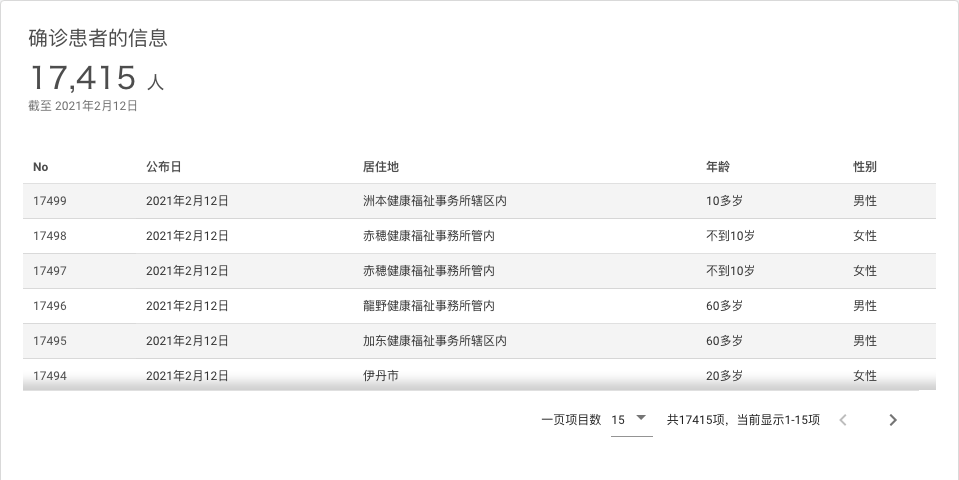 确诊患者的信息
17,415 人
截至 2021年2月12日
No 公布日 居住地 年龄 性别
17499 2021年2月12日 洲本健康福祉事务所辖区内 10多岁 男性
17498 2021年2月12日 赤穂健康福祉事務所管内 不到10岁 女性
17497 2021年2月12日 赤穂健康福祉事務所管内 不到10岁 女性
17496 2021年2月12日 龍野健康福祉事務所管内 60多岁 男性
17495 2021年2月12日 加东健康福祉事务所辖区内 60多岁 男性
17494 2021年2月12日 伊丹市 20多岁 女性
一页项目数 15 共17415项，当前显示1-15项